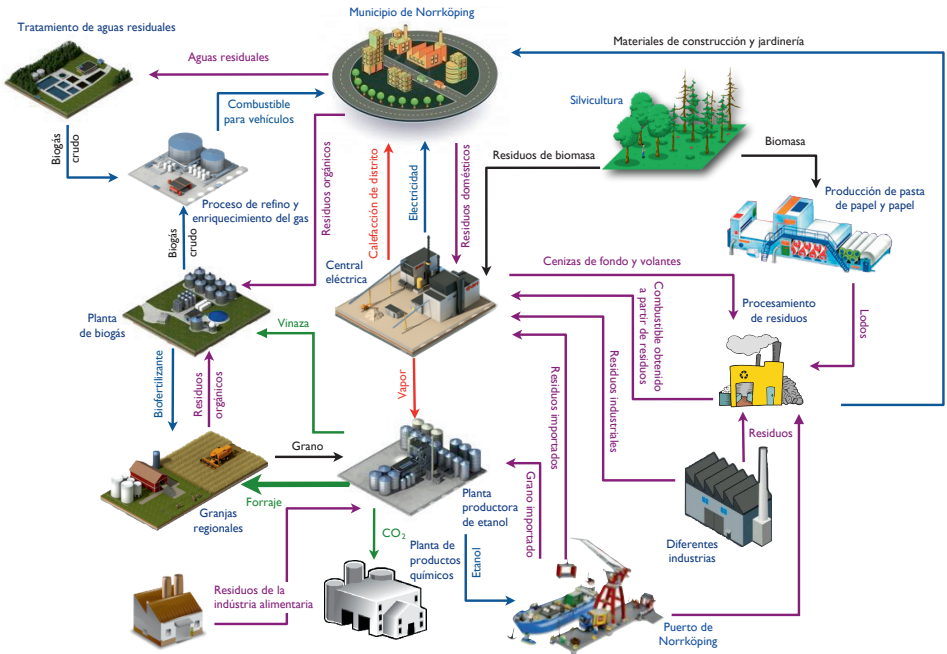 Tratamiento de aguas residuales
Municipio de Norrköping
Aguas residuales
Materiales de construcción y jardinería
Silvicultura
Combustible
para vehículos
Biogás
crudo
Residuos orgánicos
Calefacción de distrito
Electricidad
Residuos domésticos
Residuos de biomasa
Biomasa
Proceso de refino y
enriquecimiento del gas
Producción de pasta
de papel y papel
Biogás
crudo
Central
eléctrica
Cenizas de fondo y volantes
Combustible obtenido
a partir de residuos
Procesamiento
de residuos
Lodos
Planta
de biogás
Vinaza
Biofertilizante
Residuos
orgánicos
Vapor
Residuos importados
Residuos industriales
Residuos
Grano
Forraje
Granjas
regionales
Planta
productora
de etanol
Grano importado
Diferentes
industrias
CO₂
Planta de
productos
químicos
Etanol
Residuos de la
indústria alimentaria
Puerto de
Norrköping